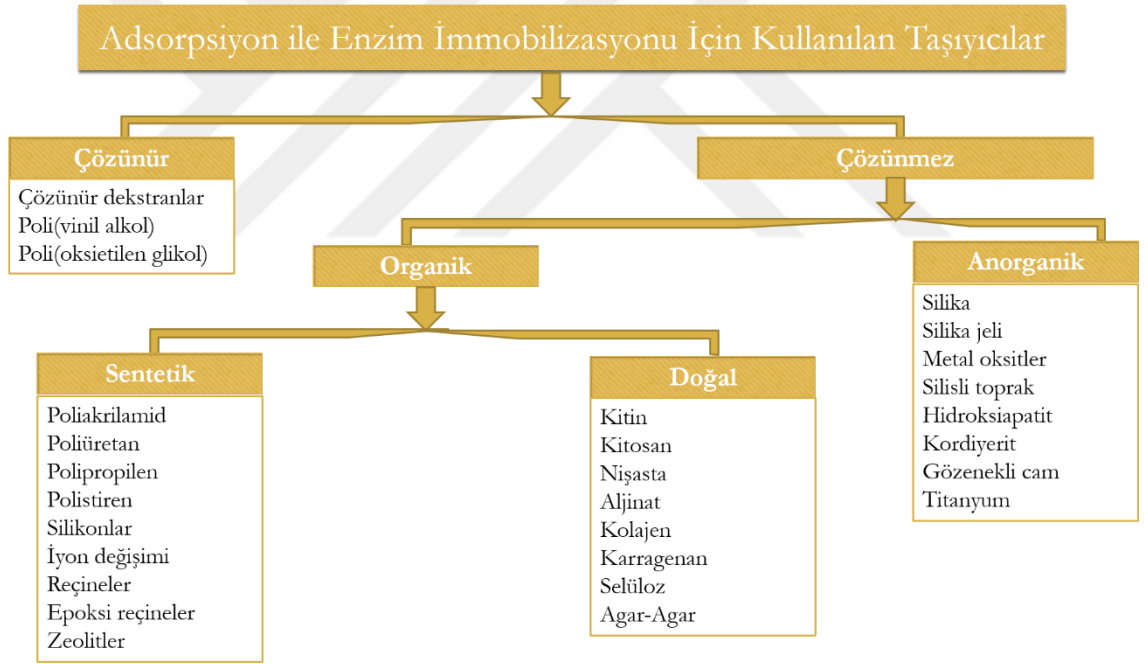 Adsorpsiyon ile Enzim İmmobilizasyonu İçin Kullanılan Taşıyıcılar
Çözünür
Çözünür dekstranlar
Poli(vinil alkol)
Poli(oksietilen glikol)
Çözünmez
Organik
Sentetik
Poliakrilamid
Poliüretan
Polipropilen
Polistiren
Silikonlar
İyon değişimi
Reçineler
Epoksi reçineler
Zeolitler
Doğal
Kitin
Kitosan
Nişasta
Aljinat
Kolajen
Karragenan
Selüloz
Agar-Agar
Anorganik
Silika
Silika jeli
Metal oksitler
Silisli toprak
Hidroksiapatit
Kordiyerit
Gözenekli cam
Titanyum